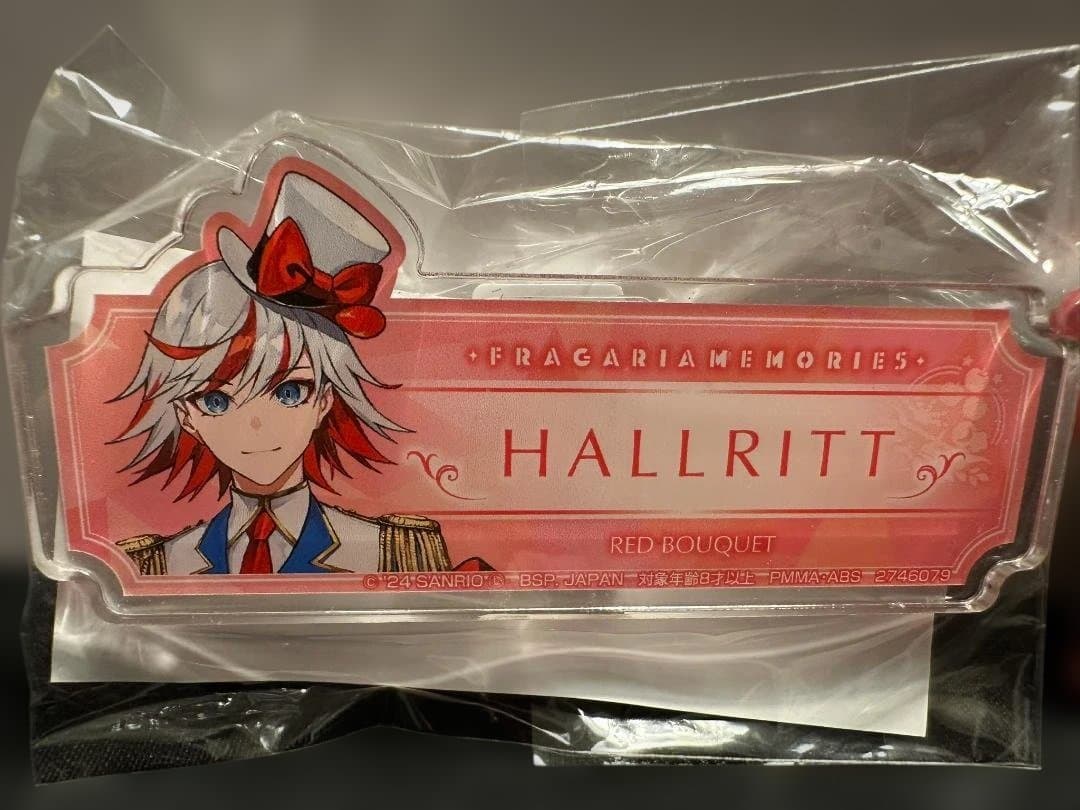 FRAGARIAMEMORIES
HALLRITT
RED BOUQUET
© '24 SANRIO Ⓛ BSP. JAPAN 対象年齢8才以上 PMMA・ABS 2746079